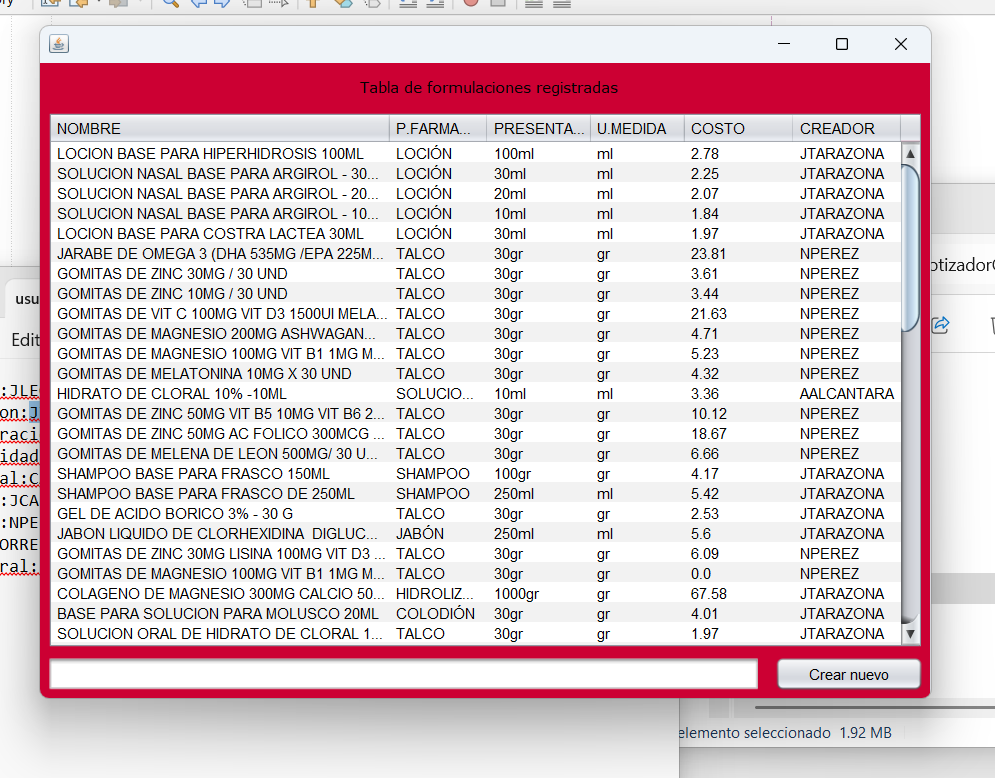 Tabla de formulaciones registradas
NOMBRE P.FARMA... PRESENTA... U.MEDIDA COSTO CREADOR
LOCION BASE PARA HIPERHIDROSIS 100ML LOCIÓN 100ml ml 2.78 JTARAZONA
SOLUCION NASAL BASE PARA ARGIROL - 30... LOCIÓN 30ml ml 2.25 JTARAZONA
SOLUCION NASAL BASE PARA ARGIROL - 20... LOCIÓN 20ml ml 2.07 JTARAZONA
SOLUCION NASAL BASE PARA ARGIROL - 10... LOCIÓN 10ml ml 1.84 JTARAZONA
LOCION BASE PARA COSTRA LACTEA 30ML LOCIÓN 30ml ml 1.97 JTARAZONA
JARABE DE OMEGA 3 (DHA 535MG /EPA 225M... TALCO 30gr gr 23.81 NPEREZ
GOMITAS DE ZINC 30MG / 30 UND TALCO 30gr gr 3.61 NPEREZ
GOMITAS DE ZINC 10MG / 30 UND TALCO 30gr gr 3.44 NPEREZ
GOMITAS DE VIT C 100MG VIT D3 1500UI MELA... TALCO 30gr gr 21.63 NPEREZ
GOMITAS DE MAGNESIO 200MG ASHWAGAN... TALCO 30gr gr 4.71 NPEREZ
GOMITAS DE MAGNESIO 100MG VIT B1 1MG M... TALCO 30gr gr 5.23 NPEREZ
GOMITAS DE MELATONINA 10MG X 30 UND TALCO 30gr gr 4.32 NPEREZ
HIDRATO DE CLORAL 10% -10ML SOLUCIO... 10ml ml 3.36 AALCANTARA
GOMITAS DE ZINC 50MG VIT B5 10MG VIT B6 2... TALCO 30gr gr 10.12 NPEREZ
GOMITAS DE ZINC 50MG AC FOLICO 300MCG ... TALCO 30gr gr 18.67 NPEREZ
GOMITAS DE MELENA DE LEON 500MG/ 30 U... TALCO 30gr gr 6.66 NPEREZ
SHAMPOO BASE PARA FRASCO 150ML SHAMPOO 100gr gr 4.17 JTARAZONA
SHAMPOO BASE PARA FRASCO DE 250ML SHAMPOO 250ml ml 5.42 JTARAZONA
GEL DE ACIDO BORICO 3% - 30 G TALCO 30gr gr 2.53 JTARAZONA
JABON LIQUIDO DE CLORHEXIDINA  DIGLUC... JABÓN 250ml ml 5.6 JTARAZONA
GOMITAS DE ZINC 30MG LISINA 100MG VIT D3 ... TALCO 30gr gr 6.09 NPEREZ
GOMITAS DE MAGNESIO 100MG VIT B1 1MG M... TALCO 30gr gr 0.0 NPEREZ
COLAGENO DE MAGNESIO 300MG CALCIO 50... HIDROLIZ... 1000gr gr 67.58 JTARAZONA
BASE PARA SOLUCION PARA MOLUSCO 20ML COLODIÓN 30gr gr 4.01 JTARAZONA
SOLUCION ORAL DE HIDRATO DE CLORAL 1... TALCO 30gr gr 1.97 JTARAZONA
Crear nuevo
usu
Edit
:JLE
on:J
raci
idad
al:C
:JCA
:NPE
ORRE
ral:
otizador
elemento seleccionado 1.92 MB